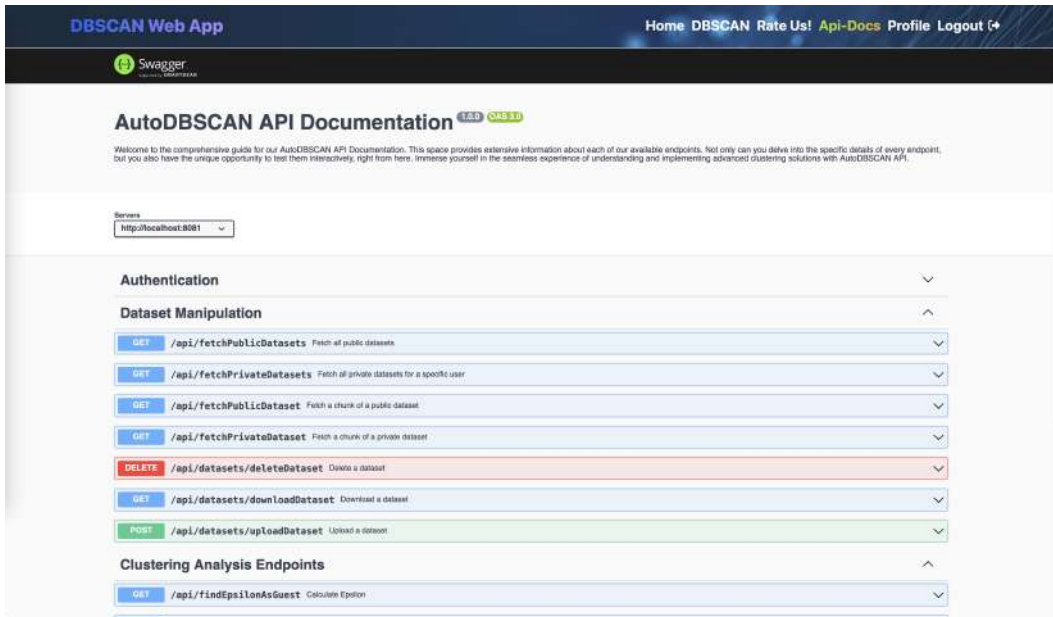 DBSCAN Web App
Home DBSCAN Rate Us! Api-Docs Profile Logout
Swagger
Supported by SMARTBEAR
AutoDBSCAN API Documentation 1.0.0 OAS 3.0
Welcome to the comprehensive guide for our AutoDBSCAN API Documentation. This space provides extensive information about each of our available endpoints. Not only can you delve into the specific details of every endpoint,
but you also have the unique opportunity to test them interactively, right from here. Immerse yourself in the seamless experience of understanding and implementing advanced clustering solutions with AutoDBSCAN API.
Servers
http://localhost:8081
Authentication
Dataset Manipulation
GET /api/fetchPublicDatasets Fetch all public datasets
GET /api/fetchPrivateDatasets Fetch all private datasets for a specific user
GET /api/fetchPublicDataset Fetch a chunk of a public dataset
GET /api/fetchPrivateDataset Fetch a chunk of a private dataset
DELETE /api/datasets/deleteDataset Delete a dataset
GET /api/datasets/downloadDataset Download a dataset
POST /api/datasets/uploadDataset Upload a dataset
Clustering Analysis Endpoints
GET /api/findEpsilonAsGuest Calculate Epsilon